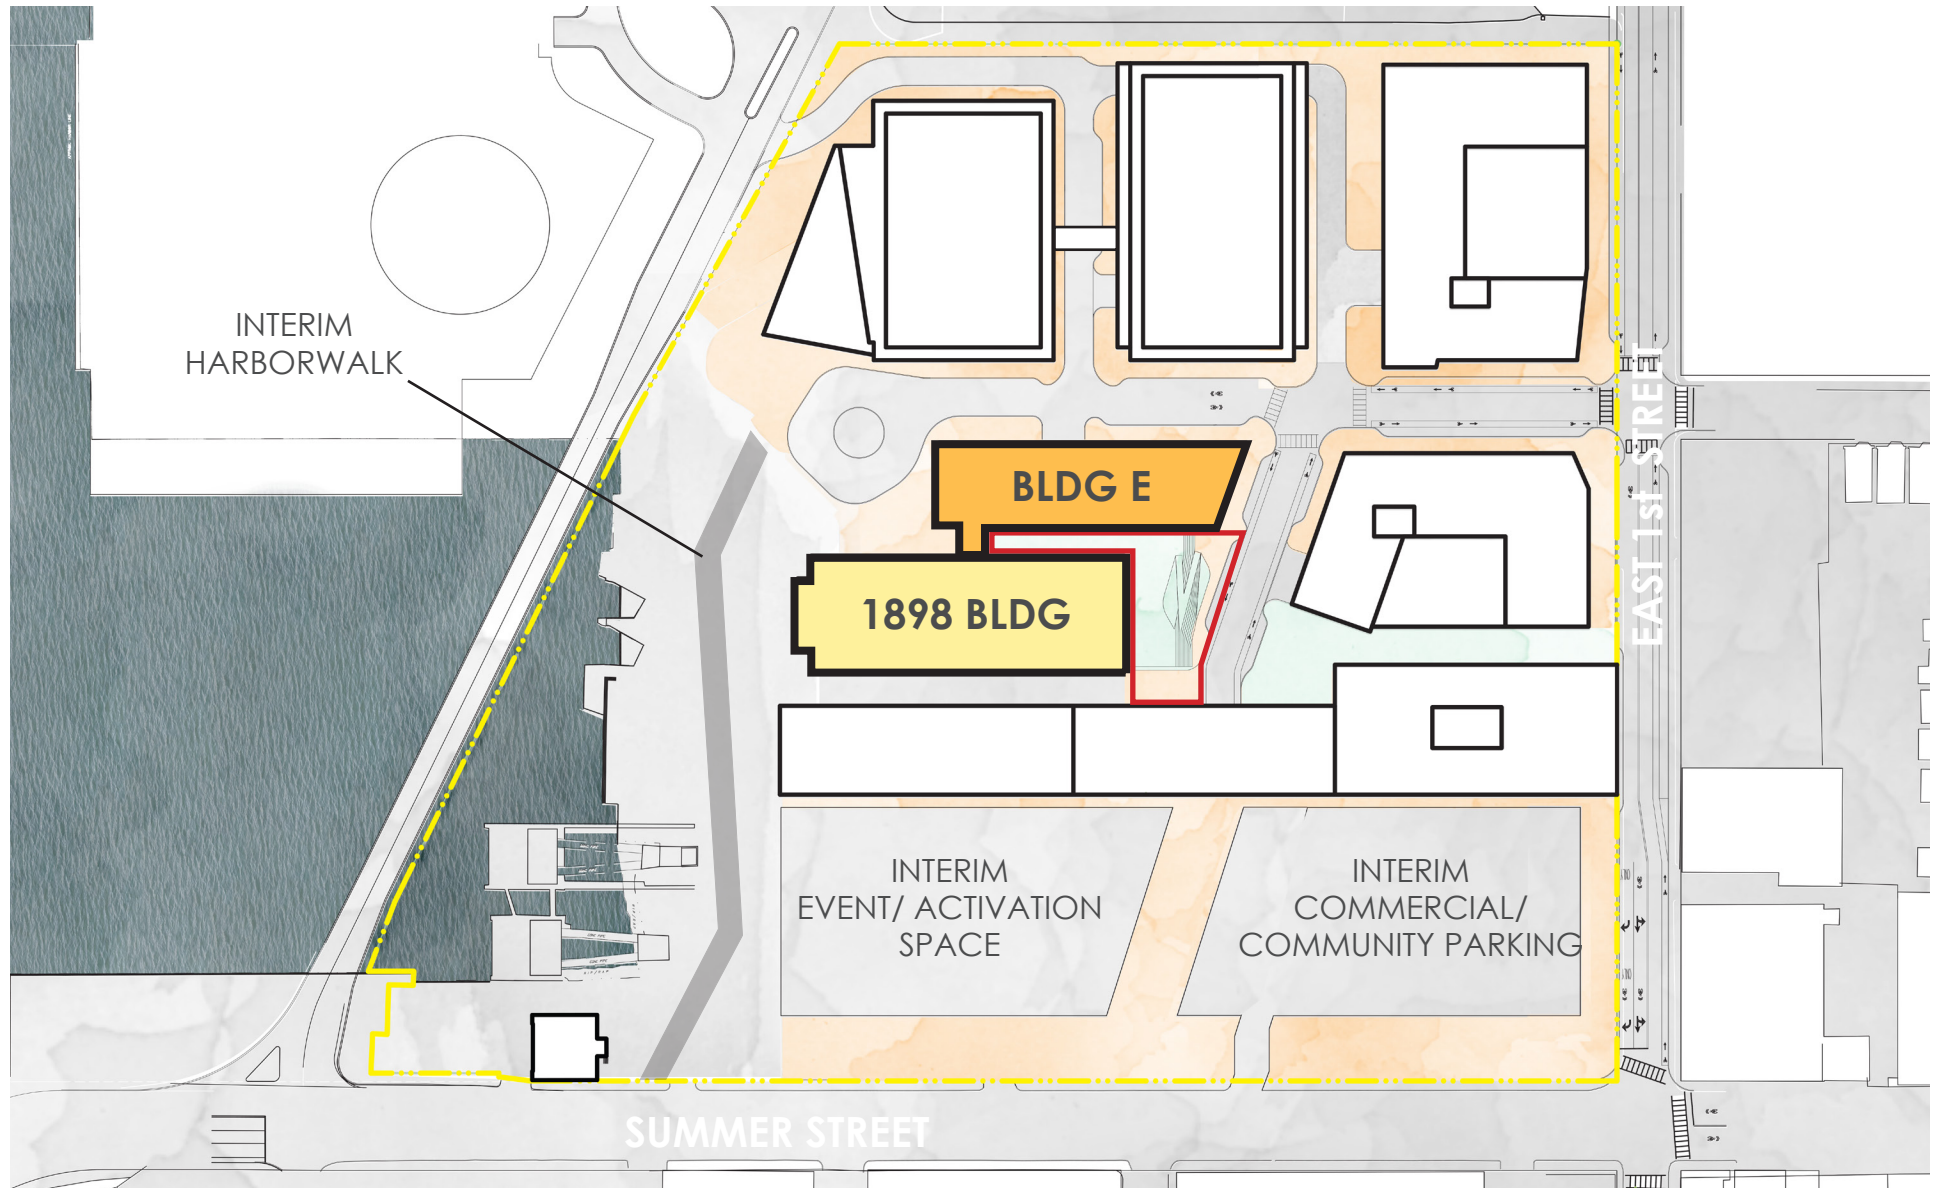 INTERIM
HARBORWALK
BLDG E
1898 BLDG
EAST 1st STREET
INTERIM
EVENT/ ACTIVATION
SPACE
INTERIM
COMMERCIAL/
COMMUNITY PARKING
SUMMER STREET